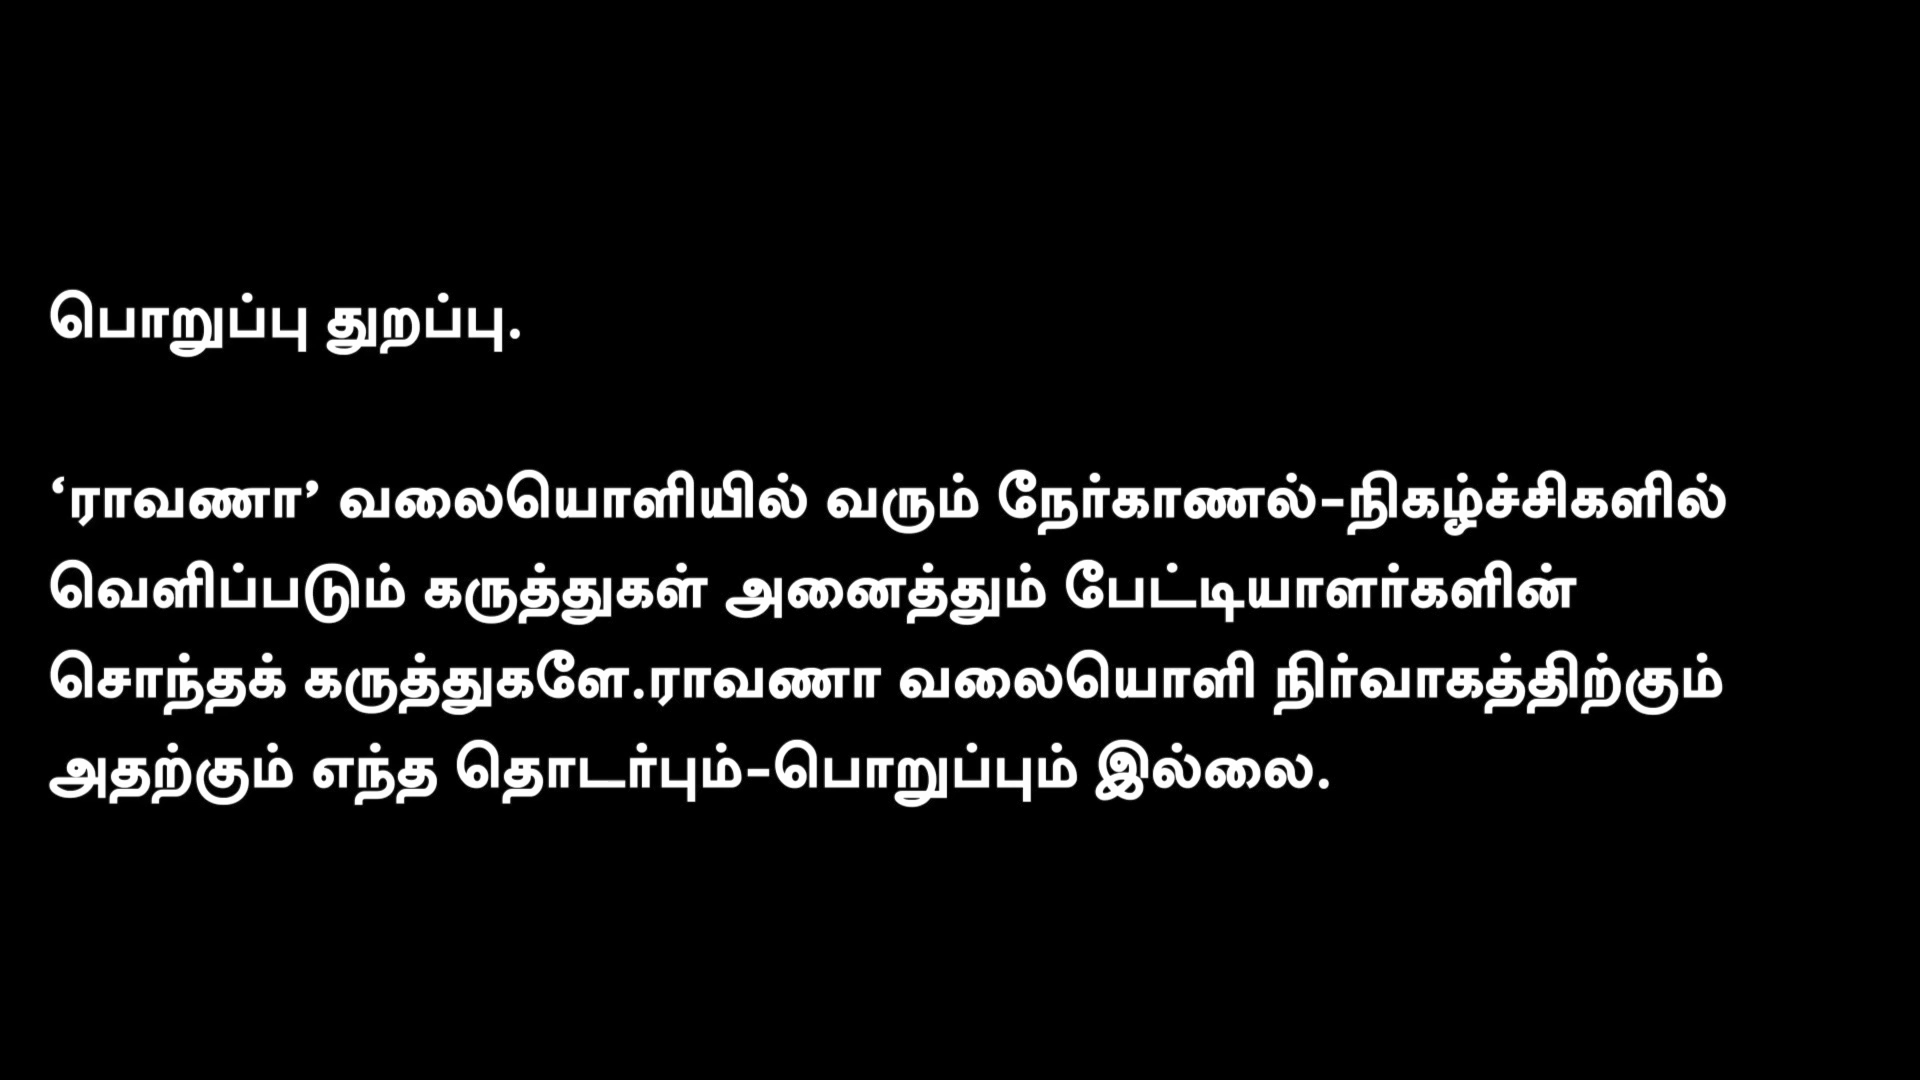 பொறுப்பு துறப்பு.
‘ராவணா’ வலையொளியில் வரும் நேர்காணல்-நிகழ்ச்சிகளில்
வெளிப்படும் கருத்துகள் அனைத்தும் பேட்டியாளர்களின்
சொந்தக் கருத்துகளே.ராவணா வலையொளி நிர்வாகத்திற்கும்
அதற்கும் எந்த தொடர்பும்-பொறுப்பும் இல்லை.